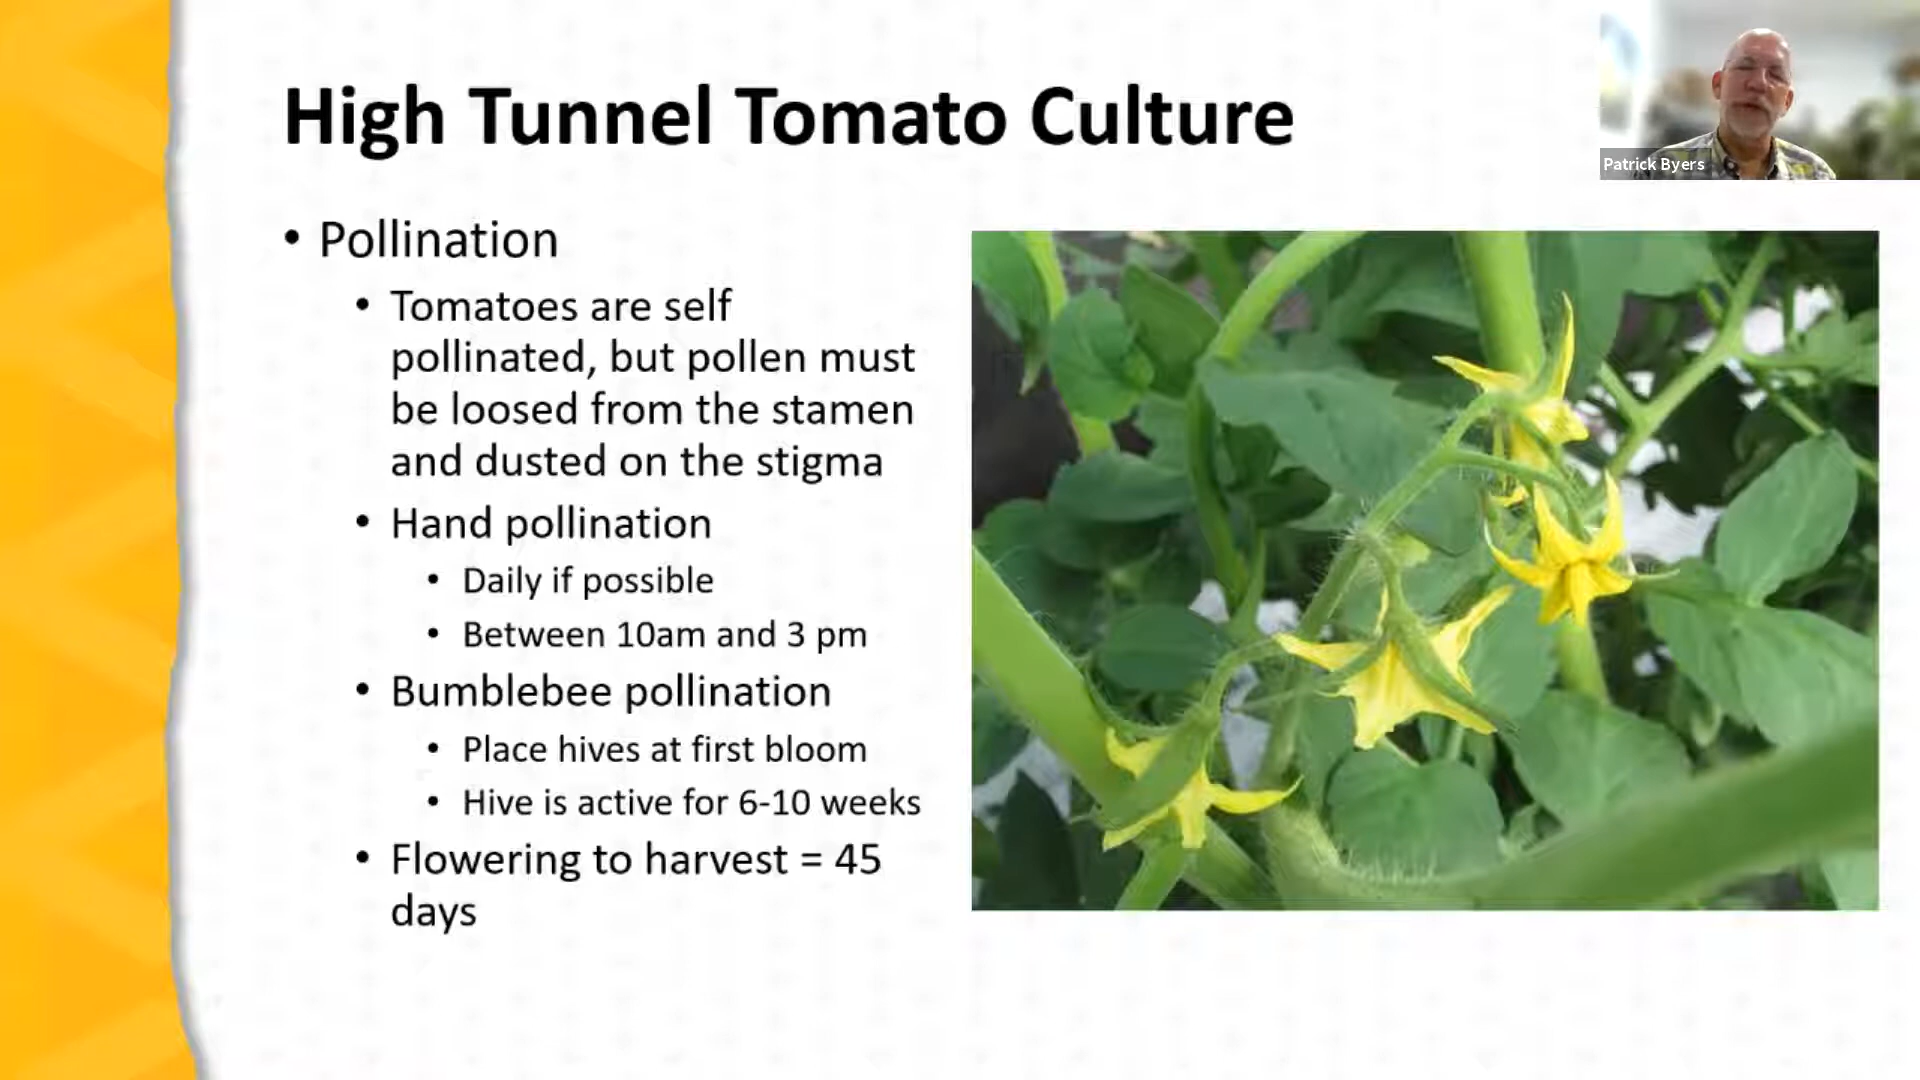 High Tunnel Tomato Culture
Patrick Byers
• Pollination
• Tomatoes are self
pollinated, but pollen must
be loosed from the stamen
and dusted on the stigma
• Hand pollination
• Daily if possible
• Between 10am and 3 pm
• Bumblebee pollination
• Place hives at first bloom
• Hive is active for 6-10 weeks
• Flowering to harvest = 45
days